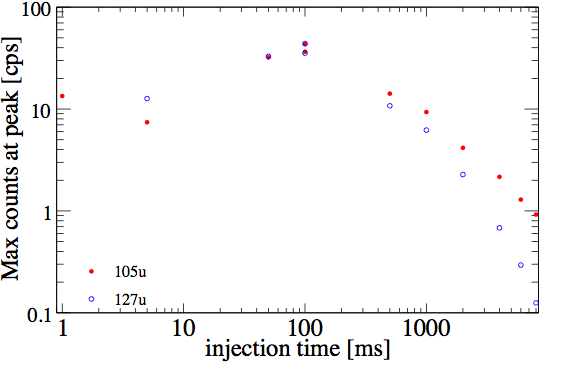 100
10
1
0.1
Max counts at peak [cps]
105u
127u
1 10 100 1000
injection time [ms]